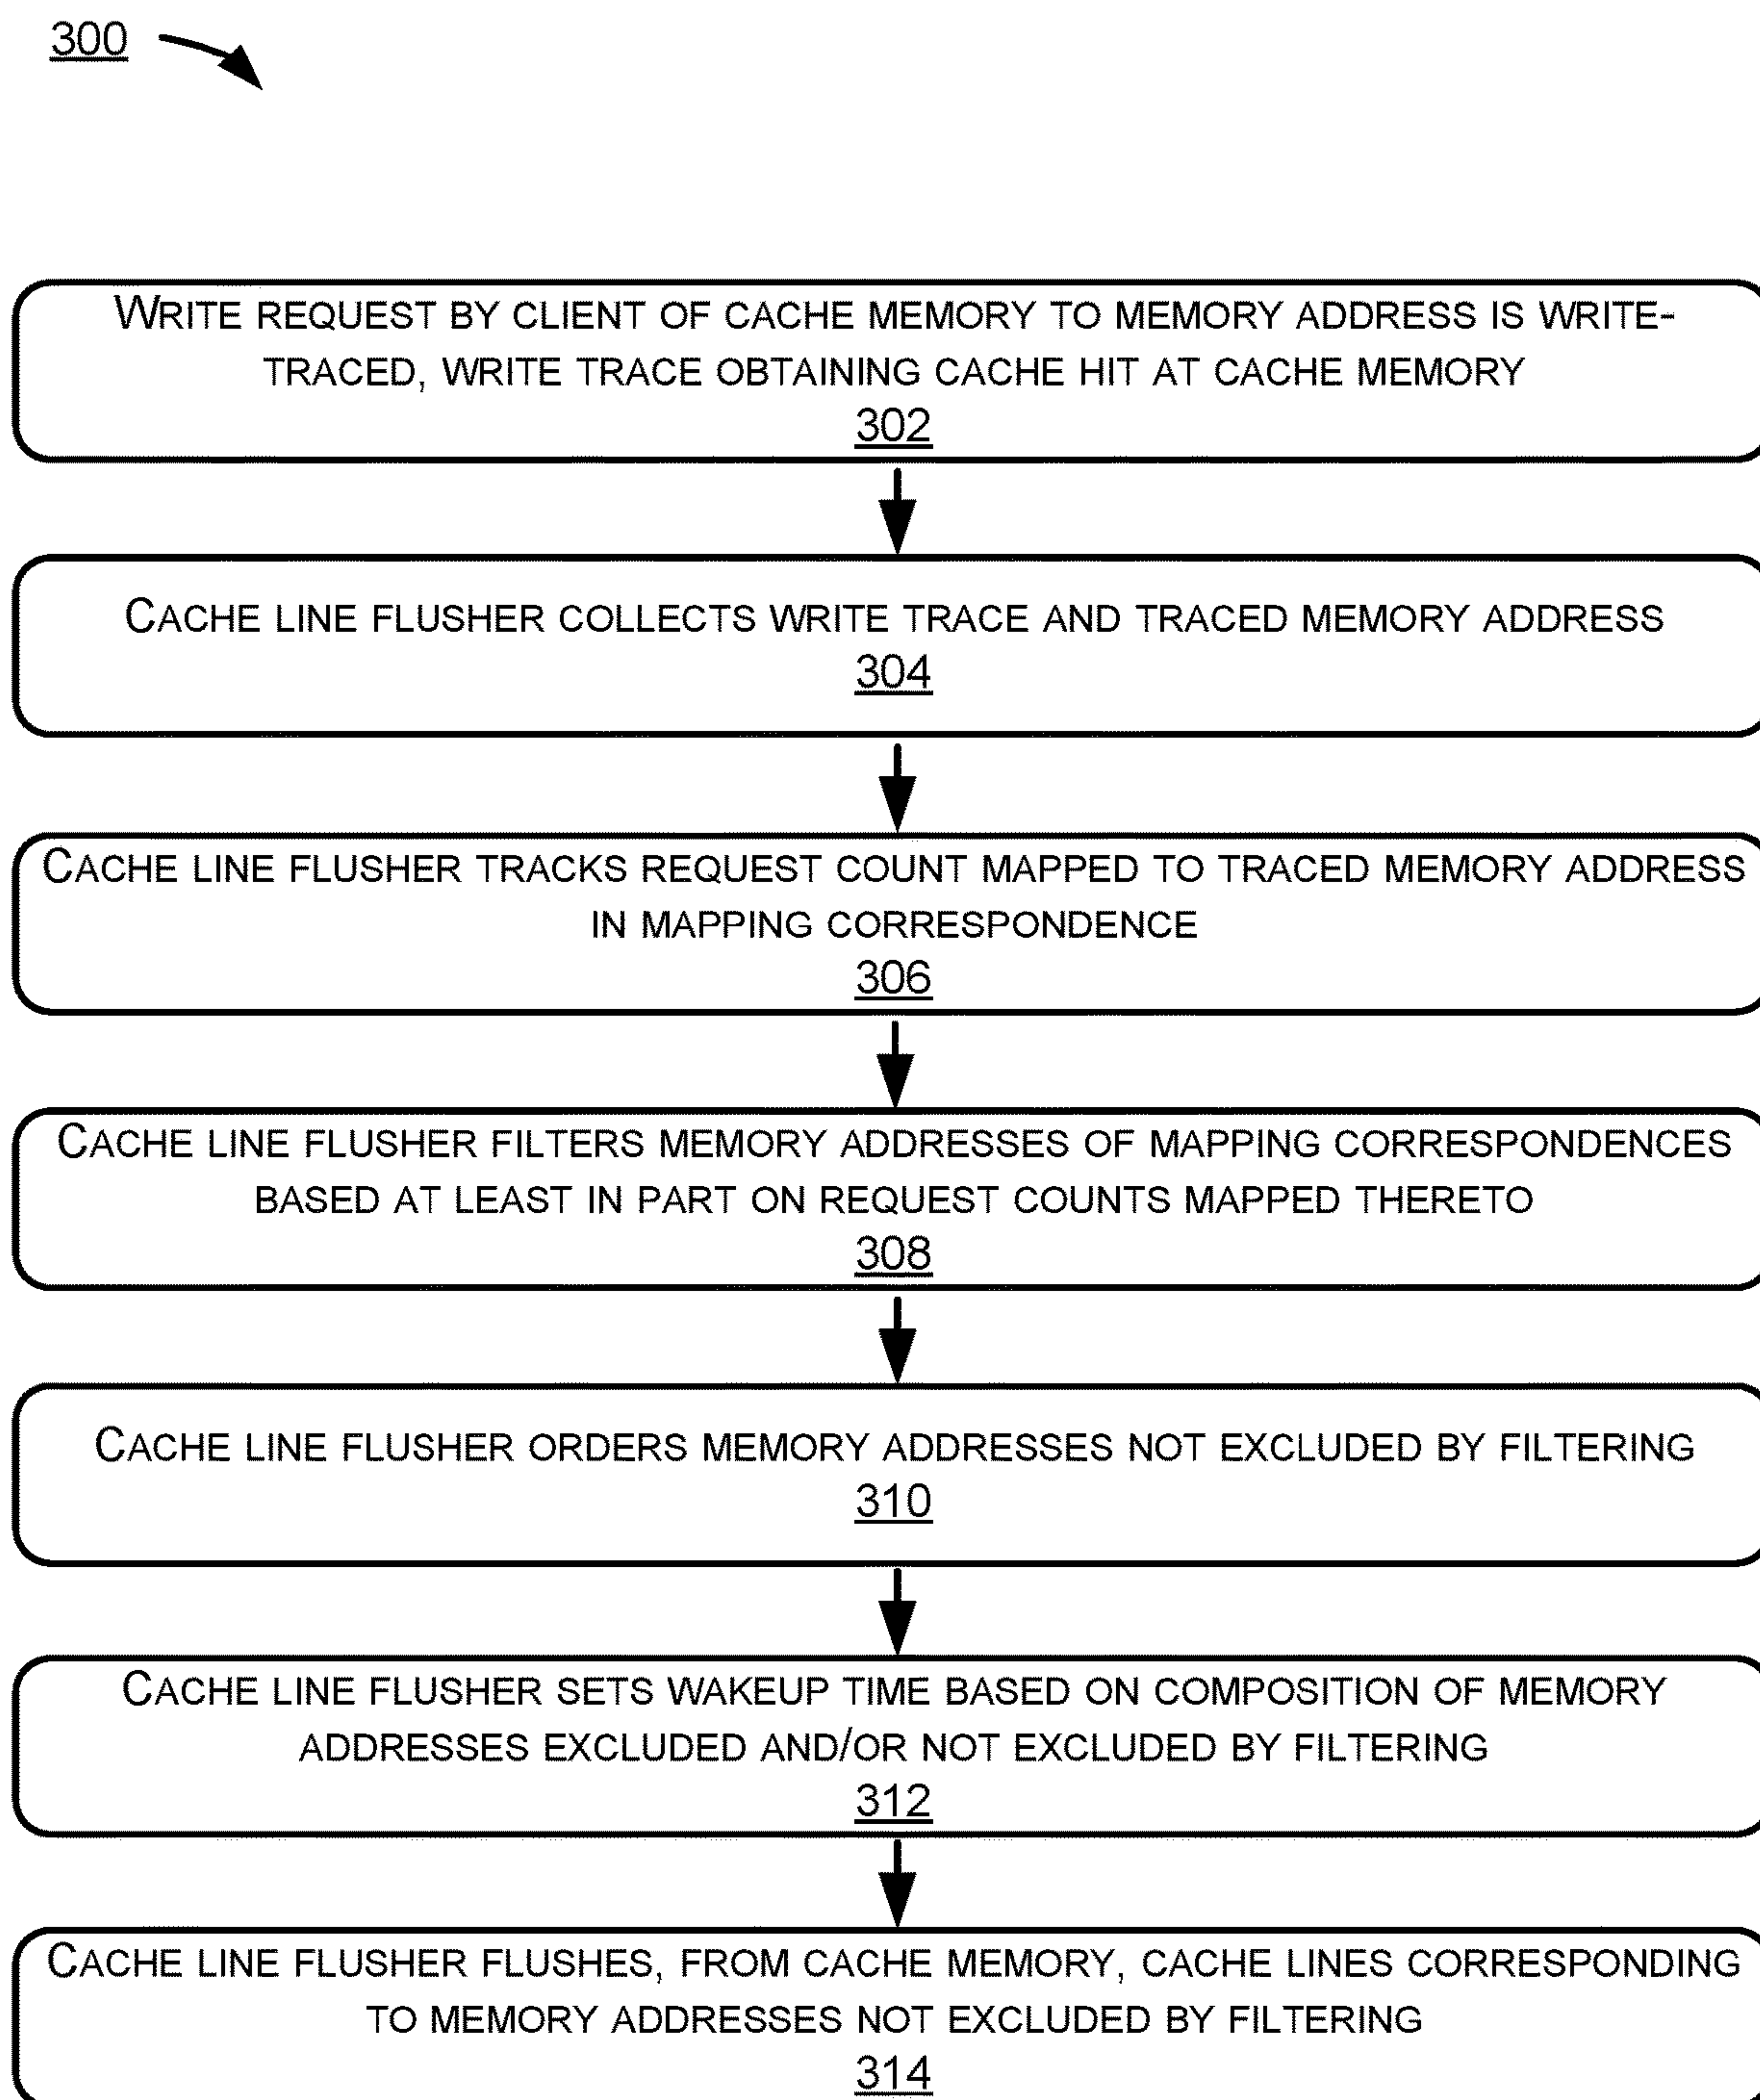 300
WRITE REQUEST BY CLIENT OF CACHE MEMORY TO MEMORY ADDRESS IS WRITE-
TRACED, WRITE TRACE OBTAINING CACHE HIT AT CACHE MEMORY
302
CACHE LINE FLUSHER COLLECTS WRITE TRACE AND TRACED MEMORY ADDRESS
304
CACHE LINE FLUSHER TRACKS REQUEST COUNT MAPPED TO TRACED MEMORY ADDRESS
IN MAPPING CORRESPONDENCE
306
CACHE LINE FLUSHER FILTERS MEMORY ADDRESSES OF MAPPING CORRESPONDENCES
BASED AT LEAST IN PART ON REQUEST COUNTS MAPPED THERETO
308
CACHE LINE FLUSHER ORDERS MEMORY ADDRESSES NOT EXCLUDED BY FILTERING
310
CACHE LINE FLUSHER SETS WAKEUP TIME BASED ON COMPOSITION OF MEMORY
ADDRESSES EXCLUDED AND/OR NOT EXCLUDED BY FILTERING
312
CACHE LINE FLUSHER FLUSHES, FROM CACHE MEMORY, CACHE LINES CORRESPONDING
TO MEMORY ADDRESSES NOT EXCLUDED BY FILTERING
314